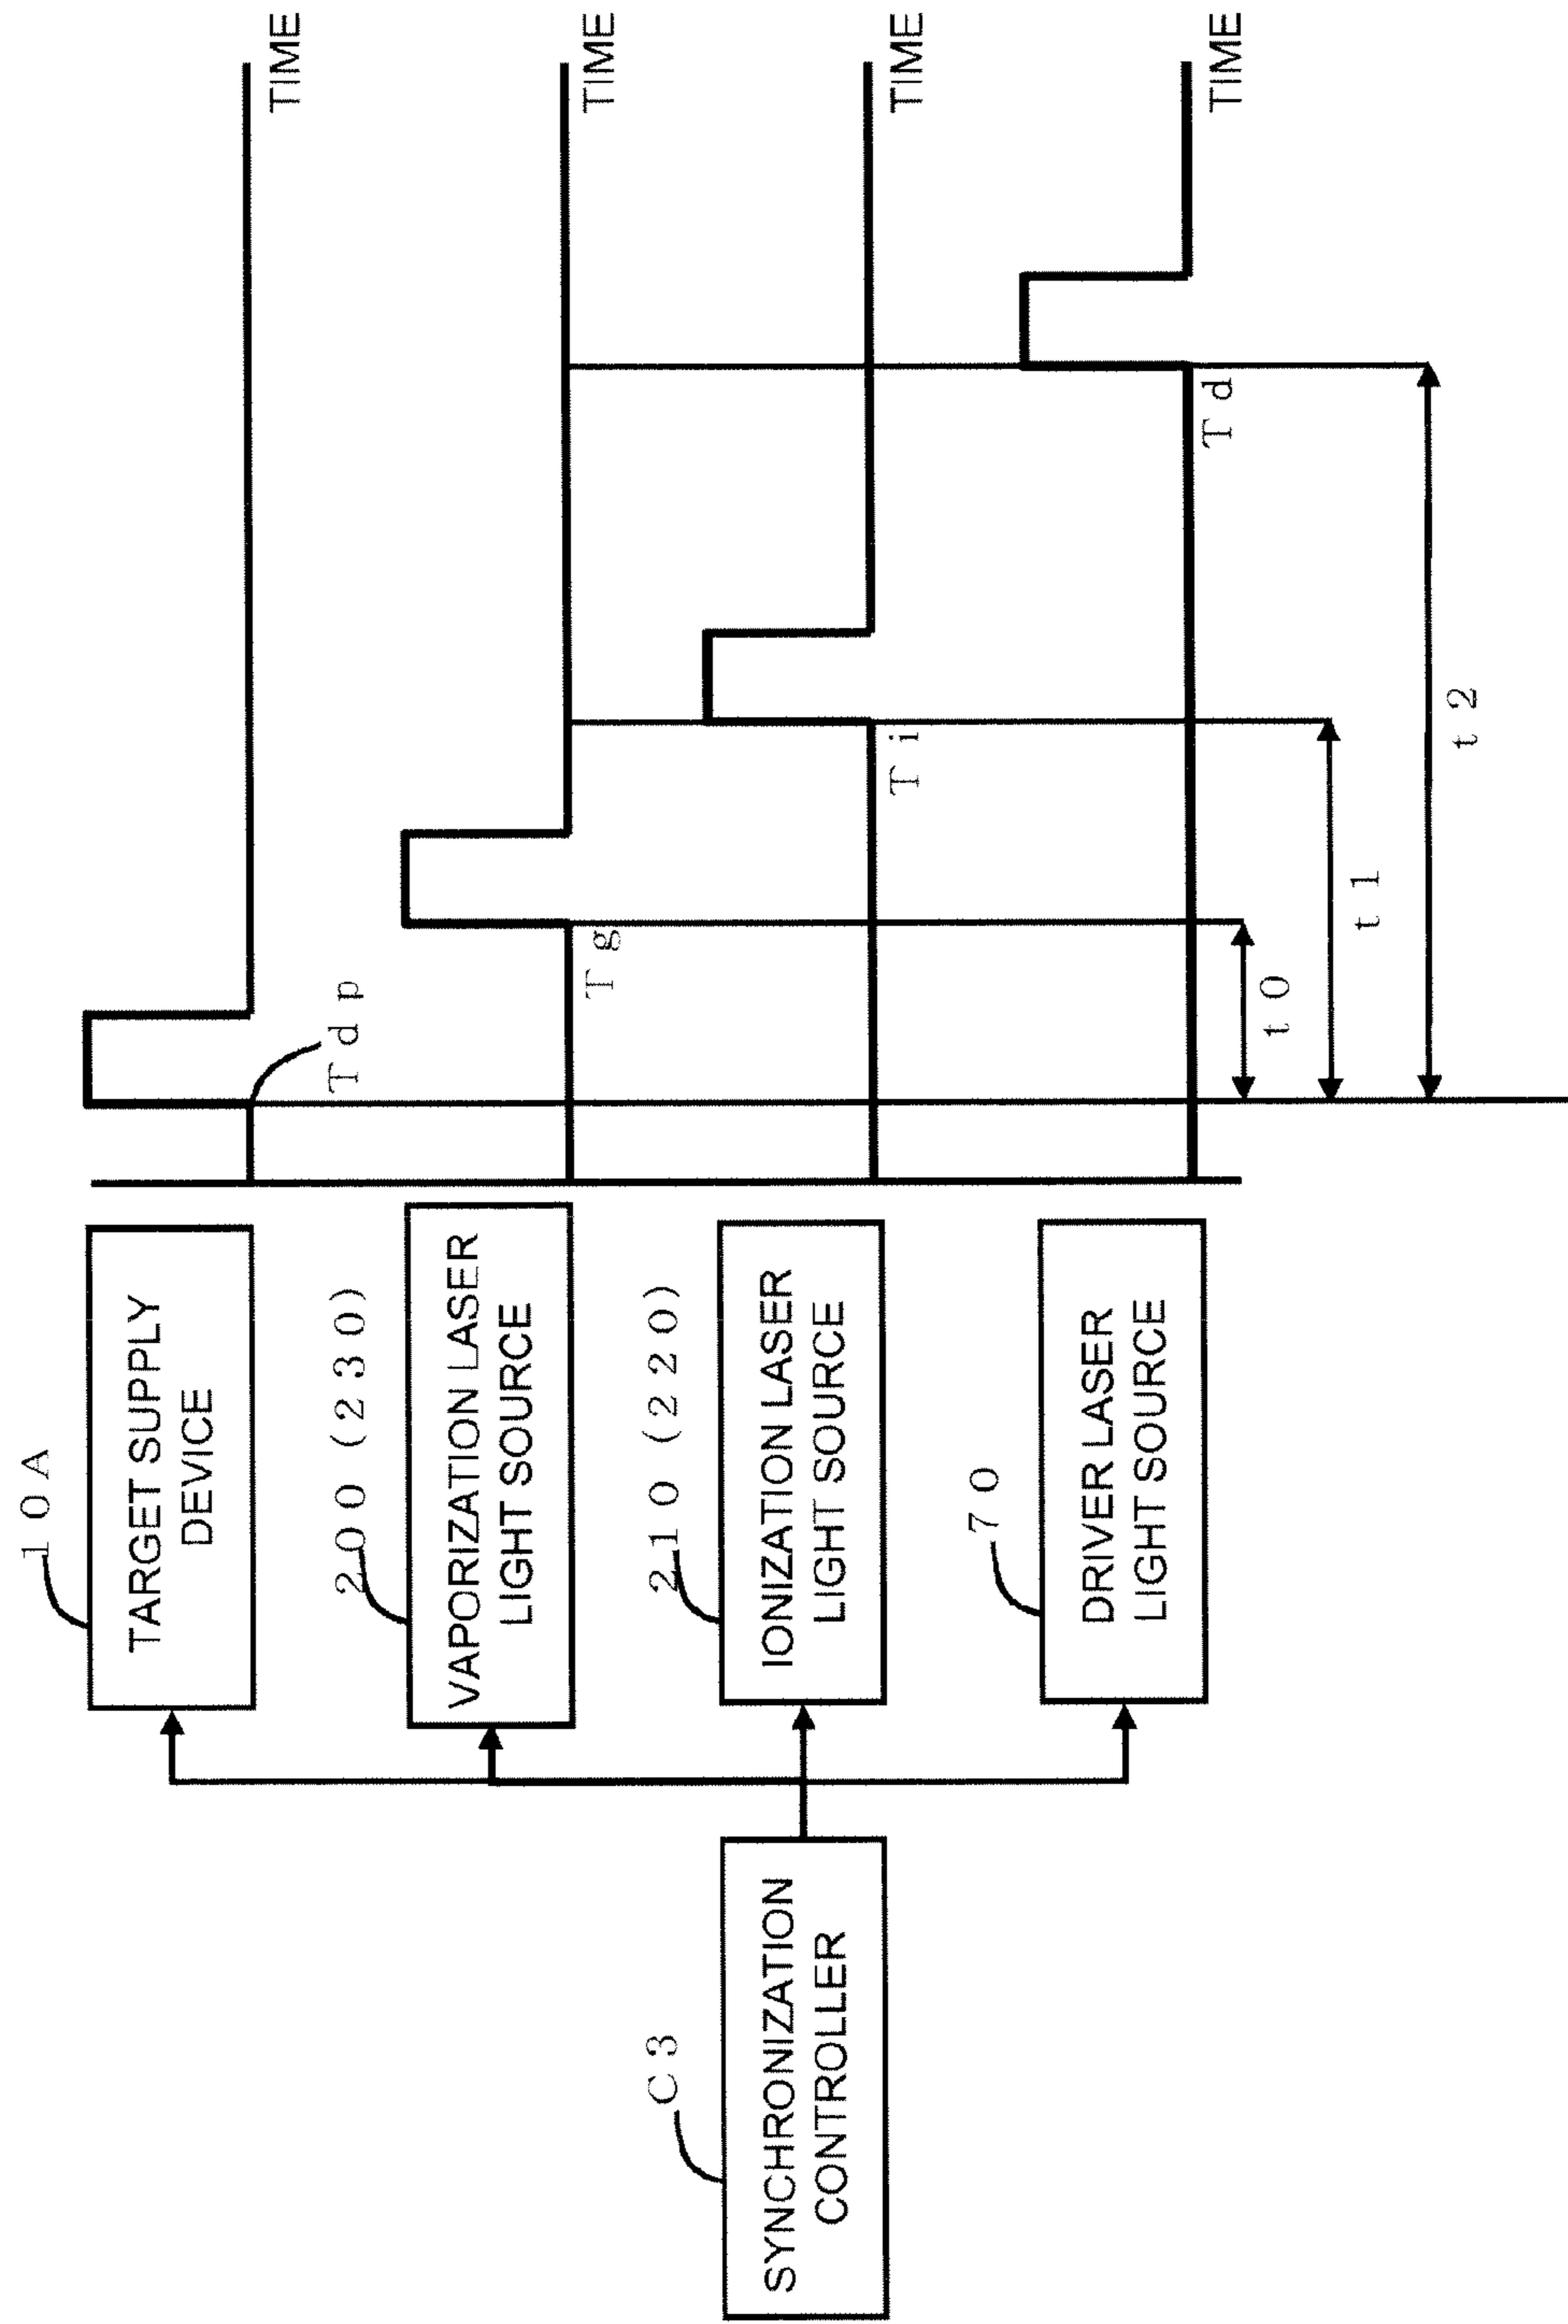 10A
TARGET SUPPLY
DEVICE
TIME
Tdp
200 (230)
VAPORIZATION LASER
LIGHT SOURCE
Tg
TIME
C3
SYNCHRONIZATION
CONTROLLER
210 (220)
IONIZATION LASER
LIGHT SOURCE
Ti
TIME
70
DRIVER LASER
LIGHT SOURCE
Td
TIME
t0
t1
t2